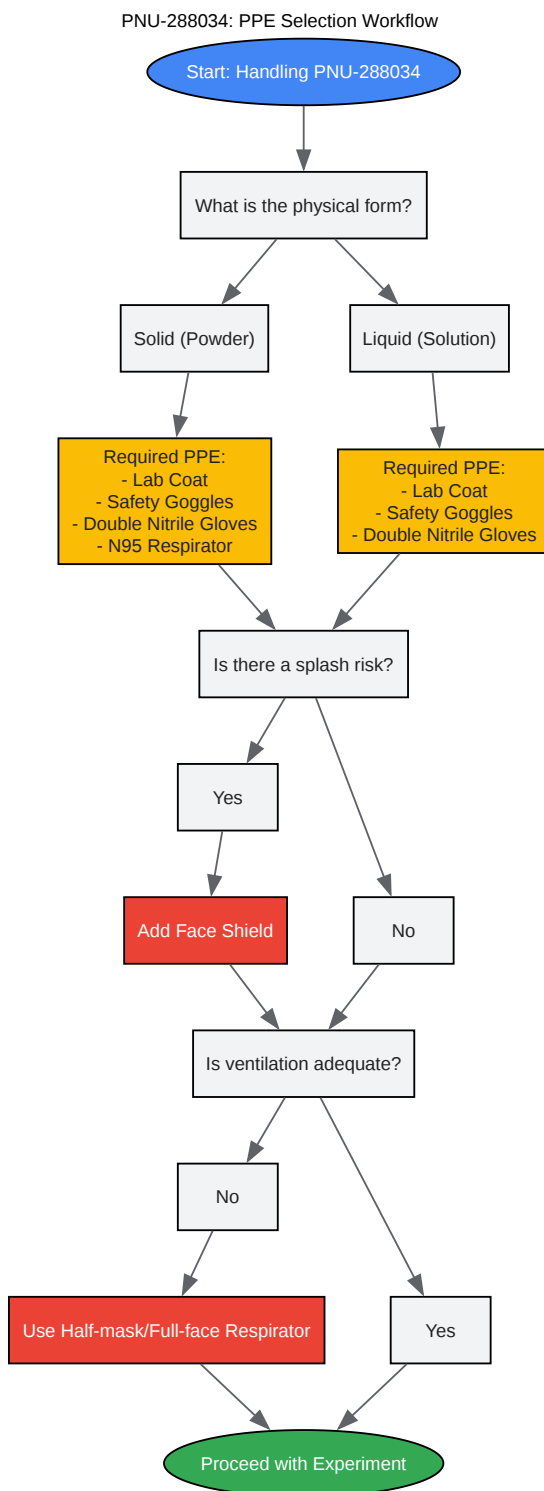 PNU-288034: PPE Selection Workflow
Start: Handling PNU-288034
What is the physical form?
Solid (Powder)
Liquid (Solution)
Required PPE:
- Lab Coat
- Safety Goggles
- Double Nitrile Gloves
- N95 Respirator
Required PPE:
- Lab Coat
- Safety Goggles
- Double Nitrile Gloves
Is there a splash risk?
Yes
Add Face Shield
No
Is ventilation adequate?
No
Use Half-mask/Full-face Respirator
Yes
Proceed with Experiment